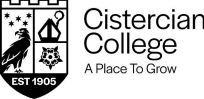 Cistercian
College
A Place To Grow
EST 1905